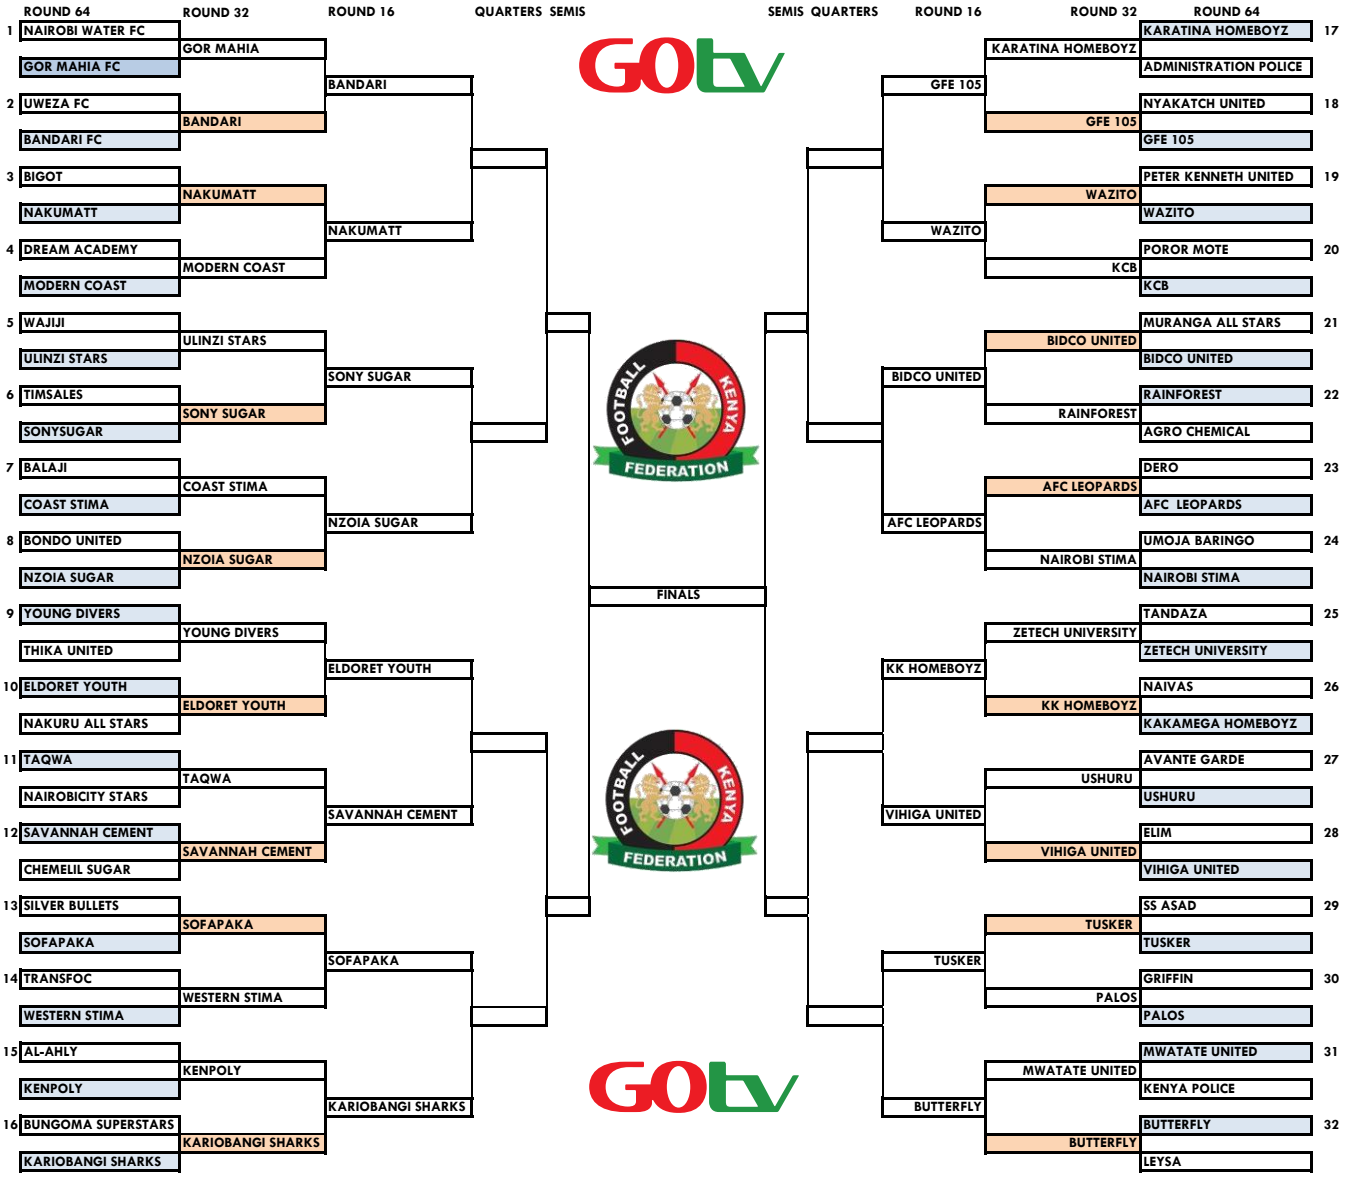 ROUND 64 ROUND 32 ROUND 16 QUARTERS SEMIS SEMIS QUARTERS ROUND 16 ROUND 32 ROUND 64
1 NAIROBI WATER FC KARATINA HOMEBOYZ 17
GOR MAHIA KARATINA HOMEBOYZ
GOR MAHIA FC ADMINISTRATION POLICE
GOtv
BANDARI GFE 105
2 UWEZA FC NYAKATCH UNITED 18
BANDARI GFE 105
BANDARI FC GFE 105
3 BIGOT PETER KENNETH UNITED 19
NAKUMATT WAZITO
NAKUMATT WAZITO
NAKUMATT WAZITO
4 DREAM ACADEMY POROR MOTE 20
MODERN COAST KCB
MODERN COAST KCB
5 WAJIJI MURANGA ALL STARS 21
ULINZI STARS BIDCO UNITED
ULINZI STARS BIDCO UNITED
SONY SUGAR BIDCO UNITED
6 TIMSALES RAINFOREST 22
SONY SUGAR RAINFOREST
SONYSUGAR AGRO CHEMICAL
FOOTBALL KENYA
FEDERATION
7 BALAJI DERO 23
COAST STIMA AFC LEOPARDS
COAST STIMA AFC LEOPARDS
NZOIA SUGAR AFC LEOPARDS
8 BONDO UNITED UMOJA BARINGO 24
NZOIA SUGAR NAIROBI STIMA
NZOIA SUGAR NAIROBI STIMA
FINALS
9 YOUNG DIVERS TANDAZA 25
YOUNG DIVERS ZETECH UNIVERSITY
THIKA UNITED ZETECH UNIVERSITY
ELDORET YOUTH KK HOMEBOYZ
10 ELDORET YOUTH NAIVAS 26
ELDORET YOUTH KK HOMEBOYZ
NAKURU ALL STARS KAKAMEGA HOMEBOYZ
11 TAQWA AVANTE GARDE 27
TAQWA USHURU
NAIROBICITY STARS USHURU
SAVANNAH CEMENT VIHIGA UNITED
12 SAVANNAH CEMENT ELIM 28
SAVANNAH CEMENT VIHIGA UNITED
CHEMELIL SUGAR VIHIGA UNITED
FOOTBALL KENYA
FEDERATION
13 SILVER BULLETS SS ASAD 29
SOFAPAKA TUSKER
SOFAPAKA TUSKER
SOFAPAKA TUSKER
14 TRANSFOC GRIFFIN 30
WESTERN STIMA PALOS
WESTERN STIMA PALOS
15 AL-AHLY MWATATE UNITED 31
KENPOLY MWATATE UNITED
KENPOLY KENYA POLICE
GOtv
KARIOBANGI SHARKS BUTTERFLY
16 BUNGOMA SUPERSTARS BUTTERFLY 32
KARIOBANGI SHARKS BUTTERFLY
KARIOBANGI SHARKS LEYSA